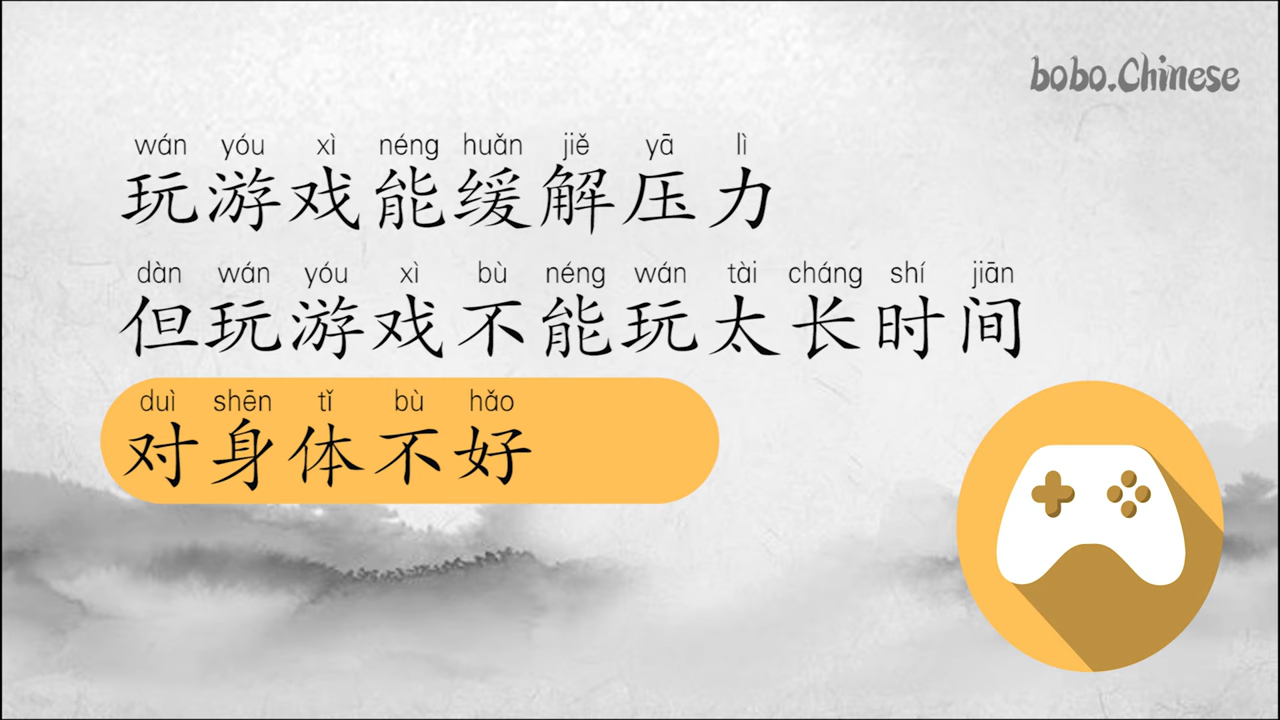 bobo.Chinese
wán yóu xì néng huǎn jiě yā lì
玩游戏能缓解压力
dàn wán yóu xì bù néng wán tài cháng shí jiān
但玩游戏不能玩太长时间
duì shēn tǐ bù hǎo
对身体不好